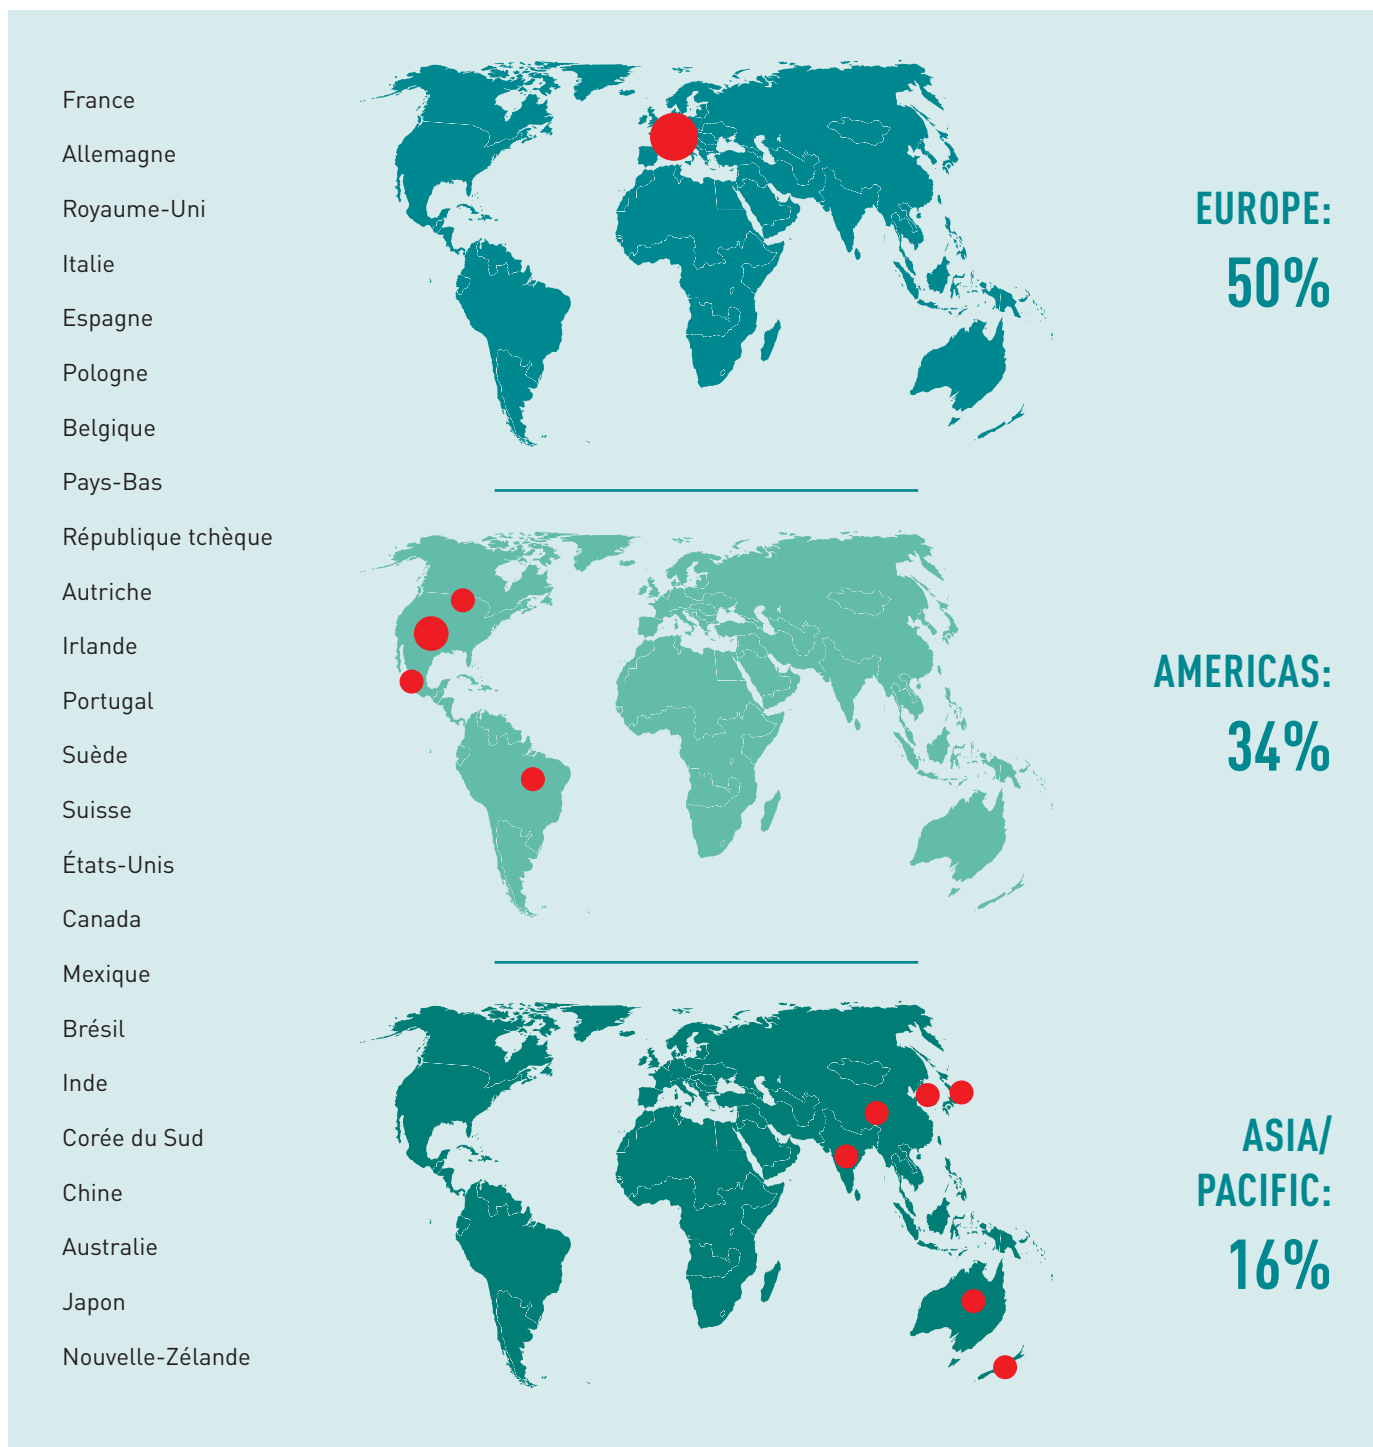 France
Allemagne
Royaume-Uni
Italie
Espagne
Pologne
Belgique
Pays-Bas
République tchèque
Autriche
Irlande
Portugal
Suède
Suisse
États-Unis
Canada
Mexique
Brésil
Inde
Corée du Sud
Chine
Australie
Japon
Nouvelle-Zélande
EUROPE:
50%
AMERICAS:
34%
ASIA/
PACIFIC:
16%